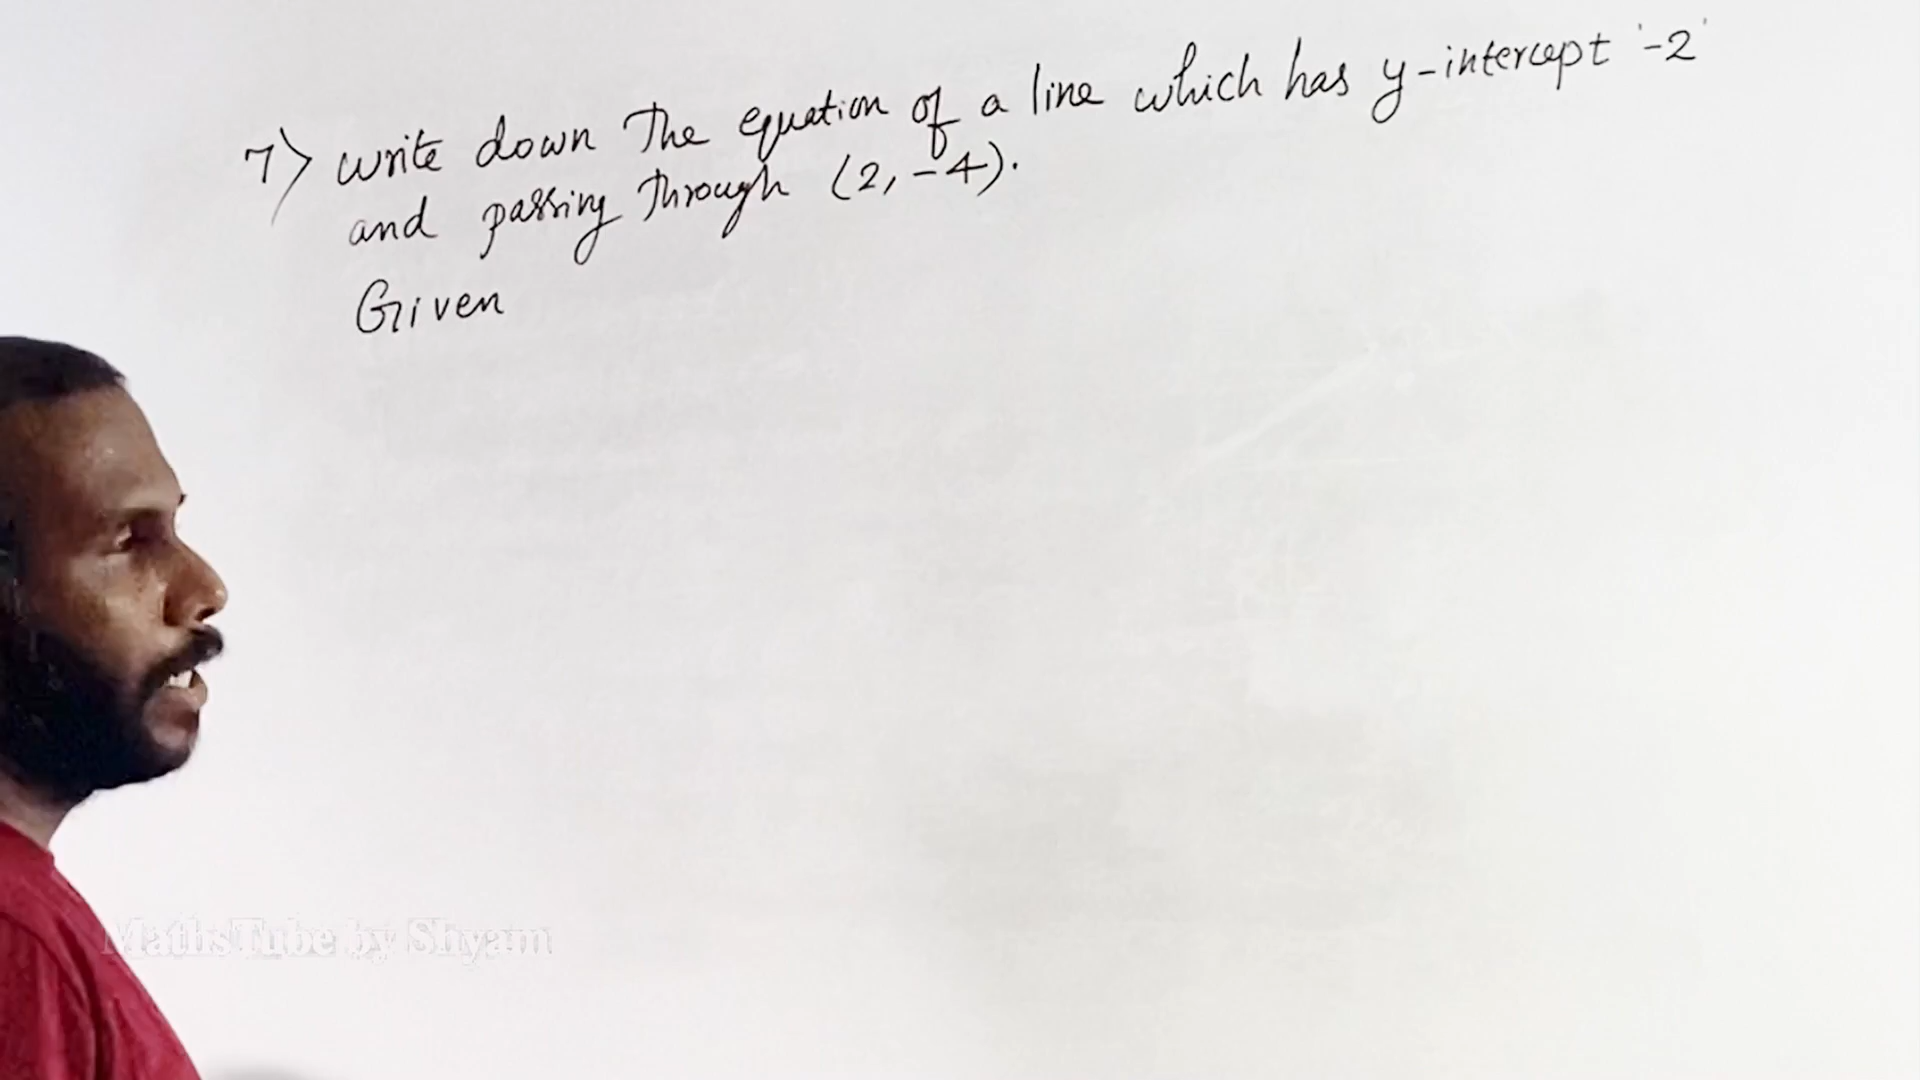 7) write down The equation of a line which has y-intercept '-2'
and passing Through (2, -4).
Given
MathsTube by Shyam